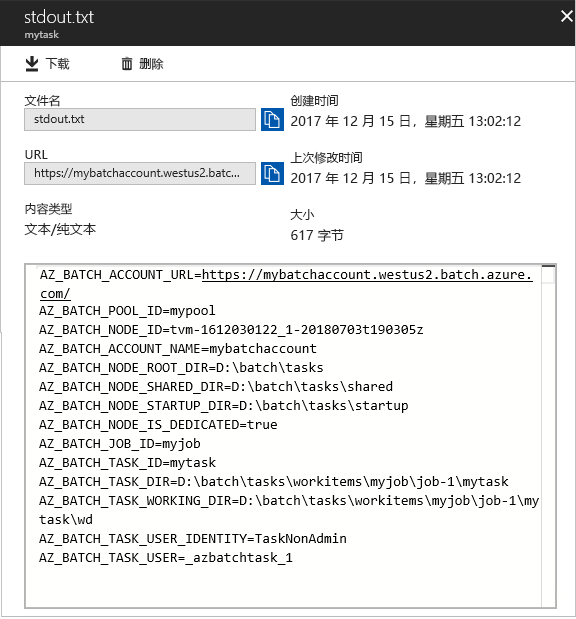 stdout.txt
mytask
下载
删除
文件名
创建时间
stdout.txt
2017 年 12 月 15 日，星期五 13:02:12
URL
上次修改时间
https://mybatchaccount.westus2.batc...
2017 年 12 月 15 日，星期五 13:02:12
内容类型
大小
文本/纯文本
617 字节
AZ_BATCH_ACCOUNT_URL=https://mybatchaccount.westus2.batch.azure.
com/
AZ_BATCH_POOL_ID=mypool
AZ_BATCH_NODE_ID=tvm-1612030122_1-20180703t190305z
AZ_BATCH_ACCOUNT_NAME=mybatchaccount
AZ_BATCH_NODE_ROOT_DIR=D:\batch\tasks
AZ_BATCH_NODE_SHARED_DIR=D:\batch\tasks\shared
AZ_BATCH_NODE_STARTUP_DIR=D:\batch\tasks\startup
AZ_BATCH_NODE_IS_DEDICATED=true
AZ_BATCH_JOB_ID=myjob
AZ_BATCH_TASK_ID=mytask
AZ_BATCH_TASK_DIR=D:\batch\tasks\workitems\myjob\job-1\mytask
AZ_BATCH_TASK_WORKING_DIR=D:\batch\tasks\workitems\myjob\job-1\my
task\wd
AZ_BATCH_TASK_USER_IDENTITY=TaskNonAdmin
AZ_BATCH_TASK_USER=_azbatchtask_1